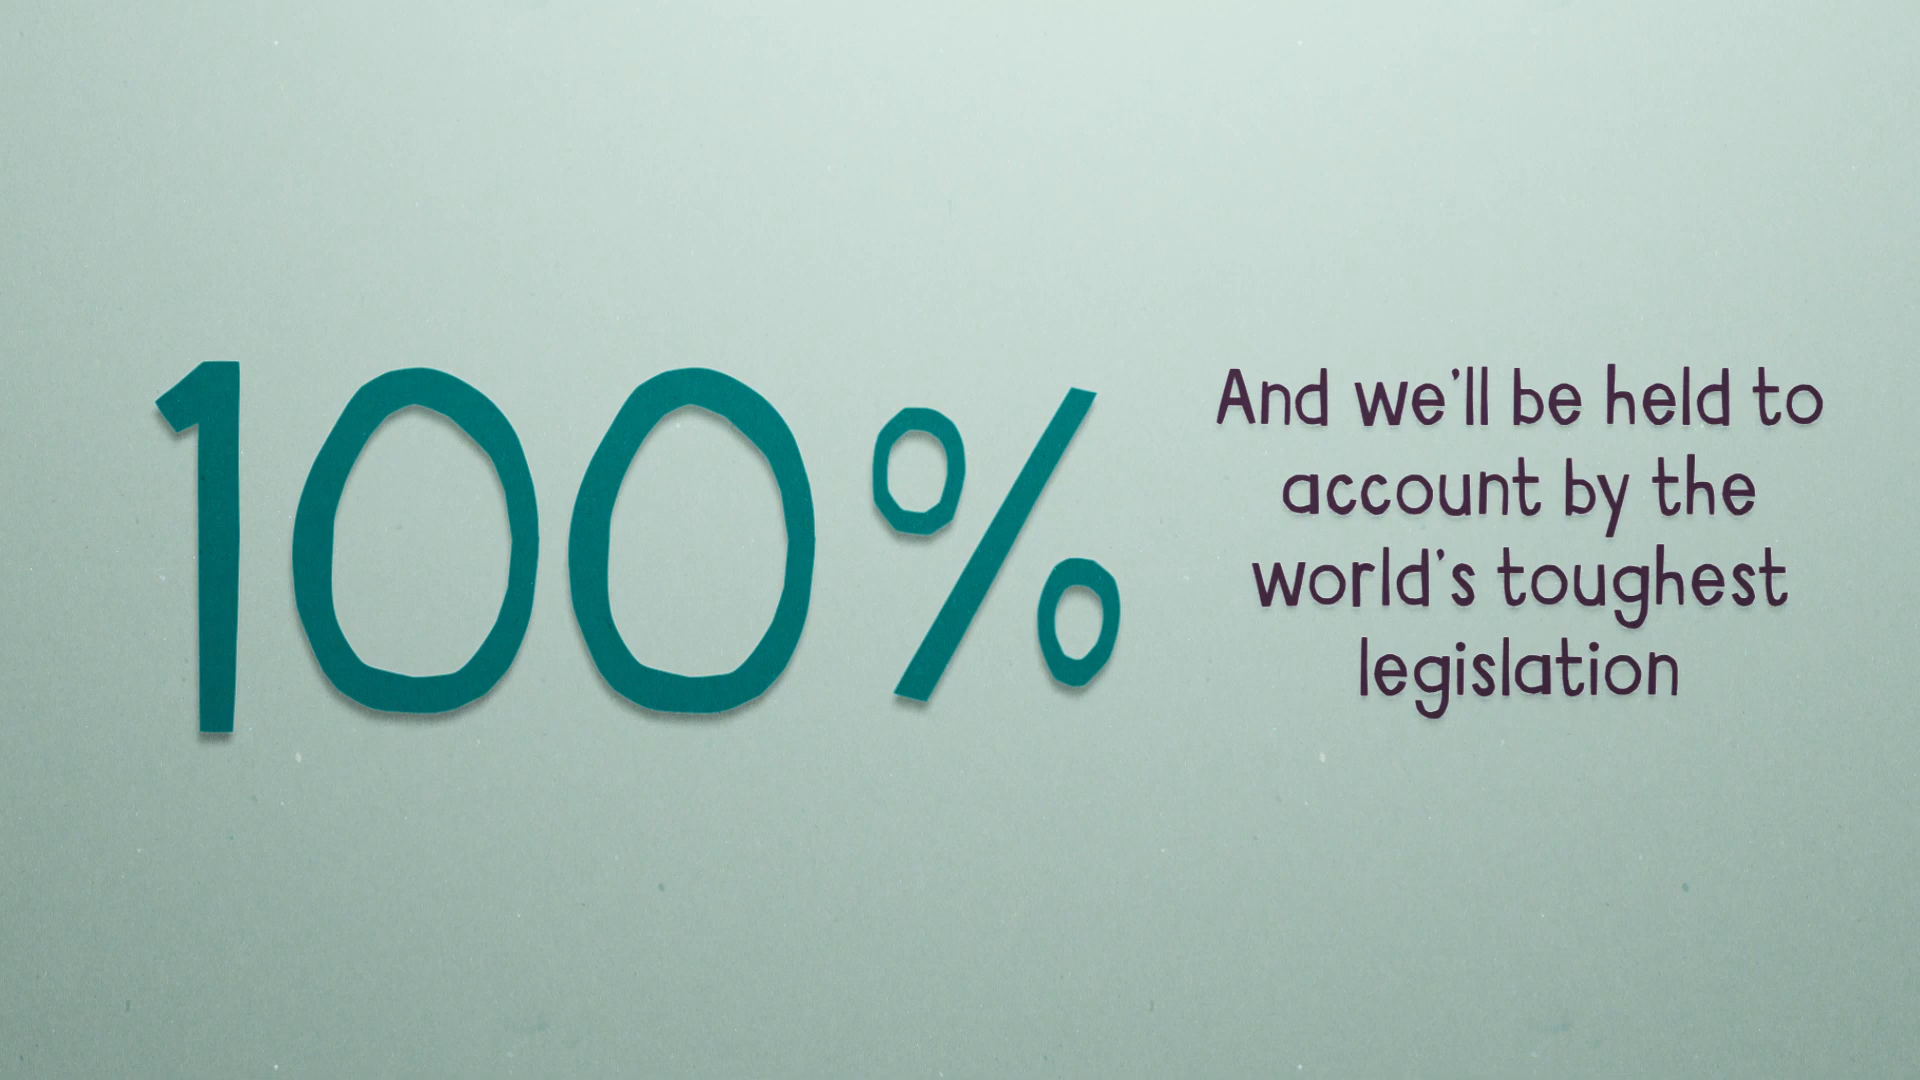 100%
And we'll be held to
account by the
world's toughest
legislation